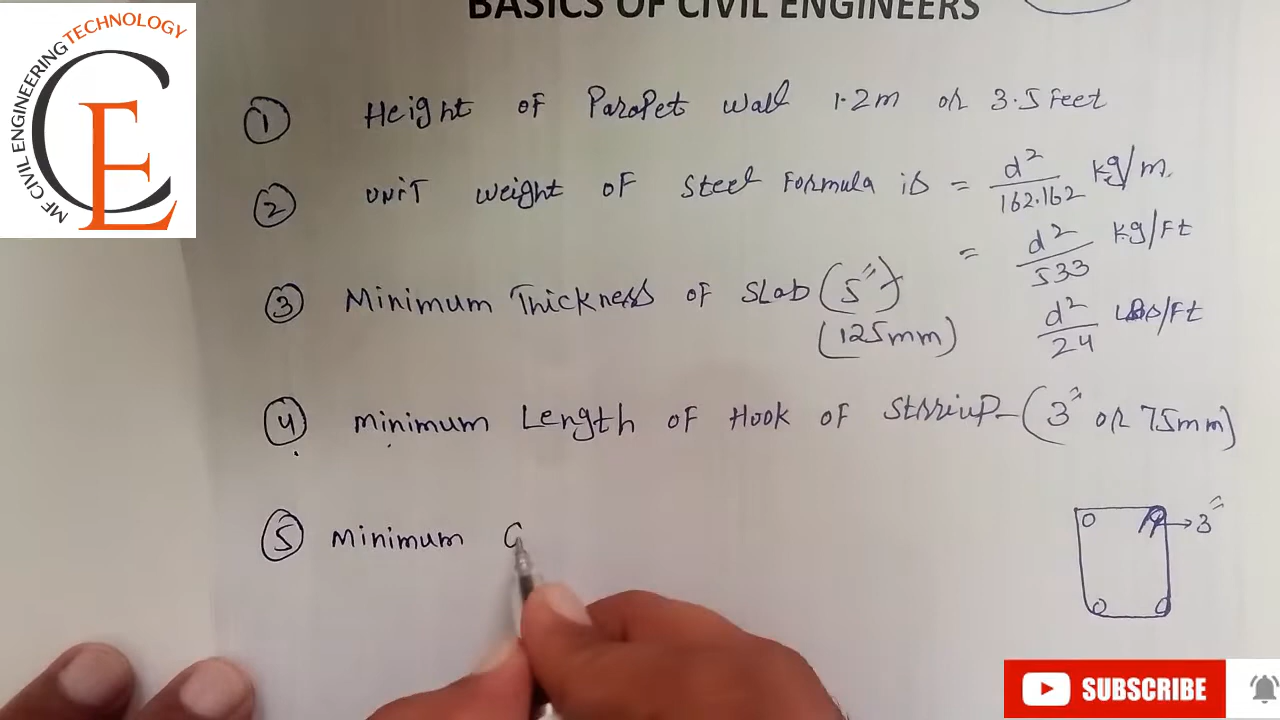 BASICS OF CIVIL ENGINEERS
MF CIVIL ENGINEERING TECHNOLOGY
CE
1 Height of Parapet wall 1.2m or 3.5 Feet
2 Unit weight of Steel Formula is = d²/162.162 kg/m.
= d²/533 kg/Ft
3 Minimum Thickness of Slab (5")
d²/24 /Ft
(125mm)
4 minimum Length of Hook of - (3" or 75mm)
5 Minimum C
3"
SUBSCRIBE